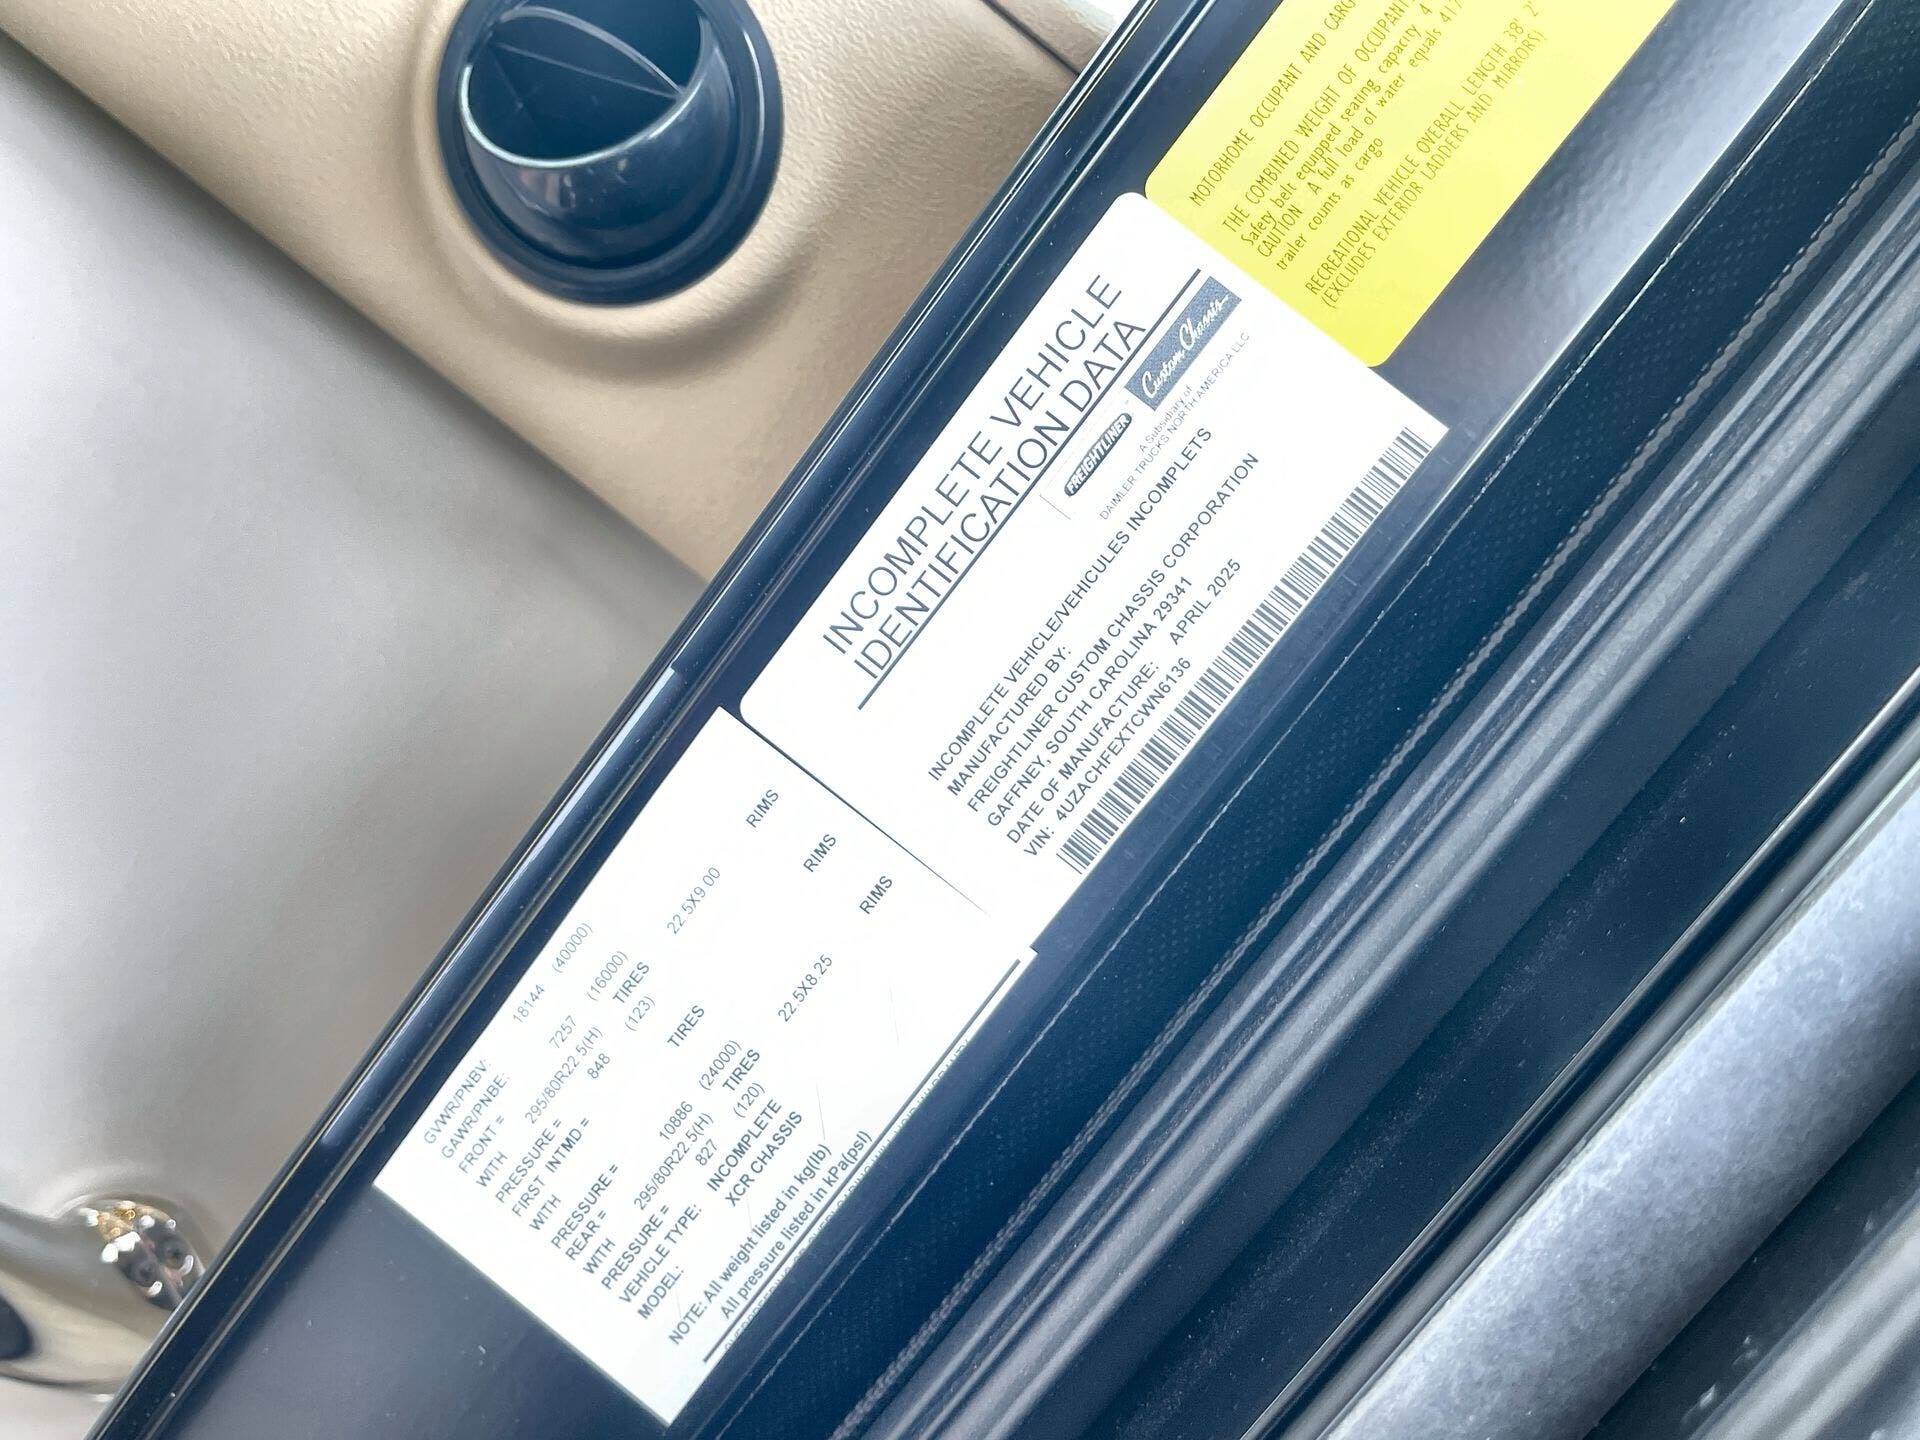 MOTORHOME OCCUPANT AND CARG
THE COMBINED WEIGHT OF OCCUPANT
Safety belt equipped seating capacity 4
CAUTION: A full load of water equals 417
trailer counts as cargo
RECREATIONAL VEHICLE OVERALL LENGTH 38' 2"
(EXCLUDES EXTERIOR LADDERS AND MIRRORS)
INCOMPLETE VEHICLE
IDENTIFICATION DATA
FREIGHTLINER
Custom Chassis
A Subsidiary of
DAIMLER TRUCKS NORTH AMERICA LLC
INCOMPLETE VEHICLE/VEHICULES INCOMPLETS
MANUFACTURED BY:
FREIGHTLINER CUSTOM CHASSIS CORPORATION
GAFFNEY, SOUTH CAROLINA 29341
DATE OF MANUFACTURE: APRIL 2025
VIN: 4UZACHFEXTCWN6136
GVWR/PNBV: 18144 (40000)
GAWR/PNBE:
FRONT = 7257 (16000)
WITH 295/80R22.5(H) TIRES 22.5X9.00 RIMS
PRESSURE = 848 (123)
FIRST INTMD =
WITH TIRES RIMS
PRESSURE =
REAR = 10886 (24000)
WITH 295/80R22.5(H) TIRES 22.5X8.25 RIMS
PRESSURE = 827 (120)
VEHICLE TYPE: INCOMPLETE
MODEL: XCR CHASSIS
NOTE: All weight listed in kg(lb)
All pressure listed in kPa(psi)